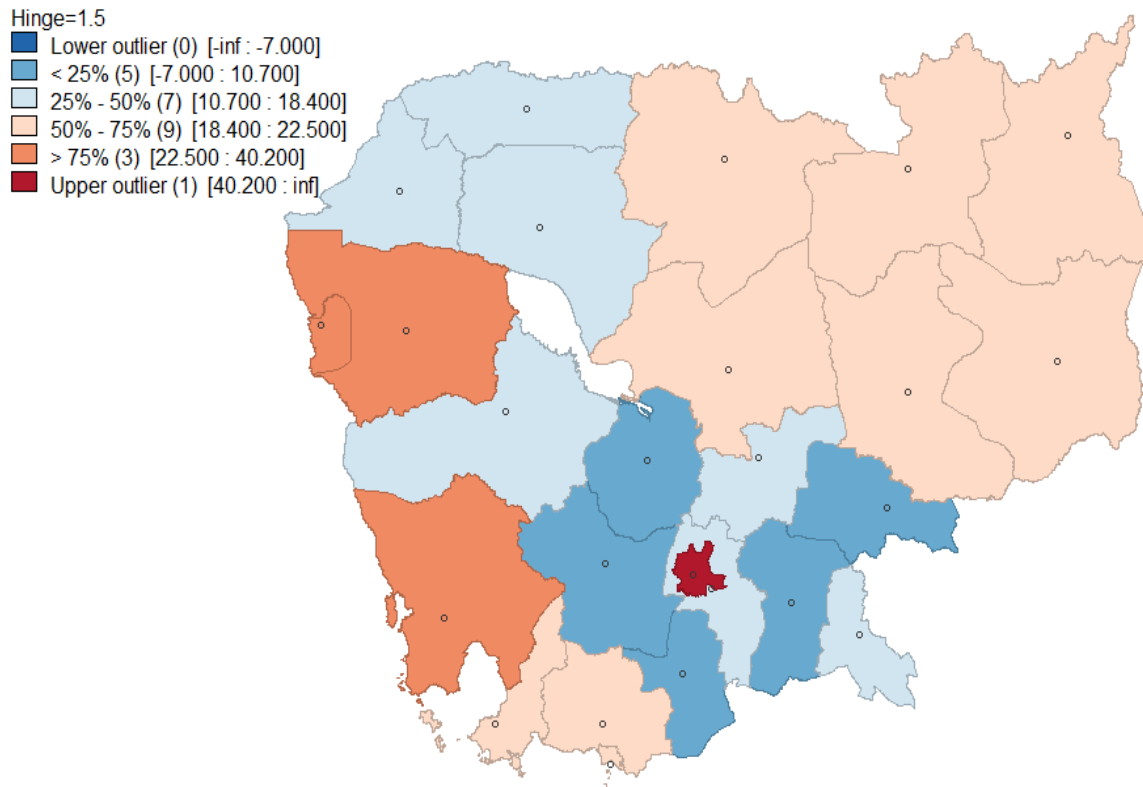 Hinge=1.5
Lower outlier (0) [-inf : -7.000]
< 25% (5) [-7.000 : 10.700]
25% - 50% (7) [10.700 : 18.400]
50% - 75% (9) [18.400 : 22.500]
> 75% (3) [22.500 : 40.200]
Upper outlier (1) [40.200 : inf]